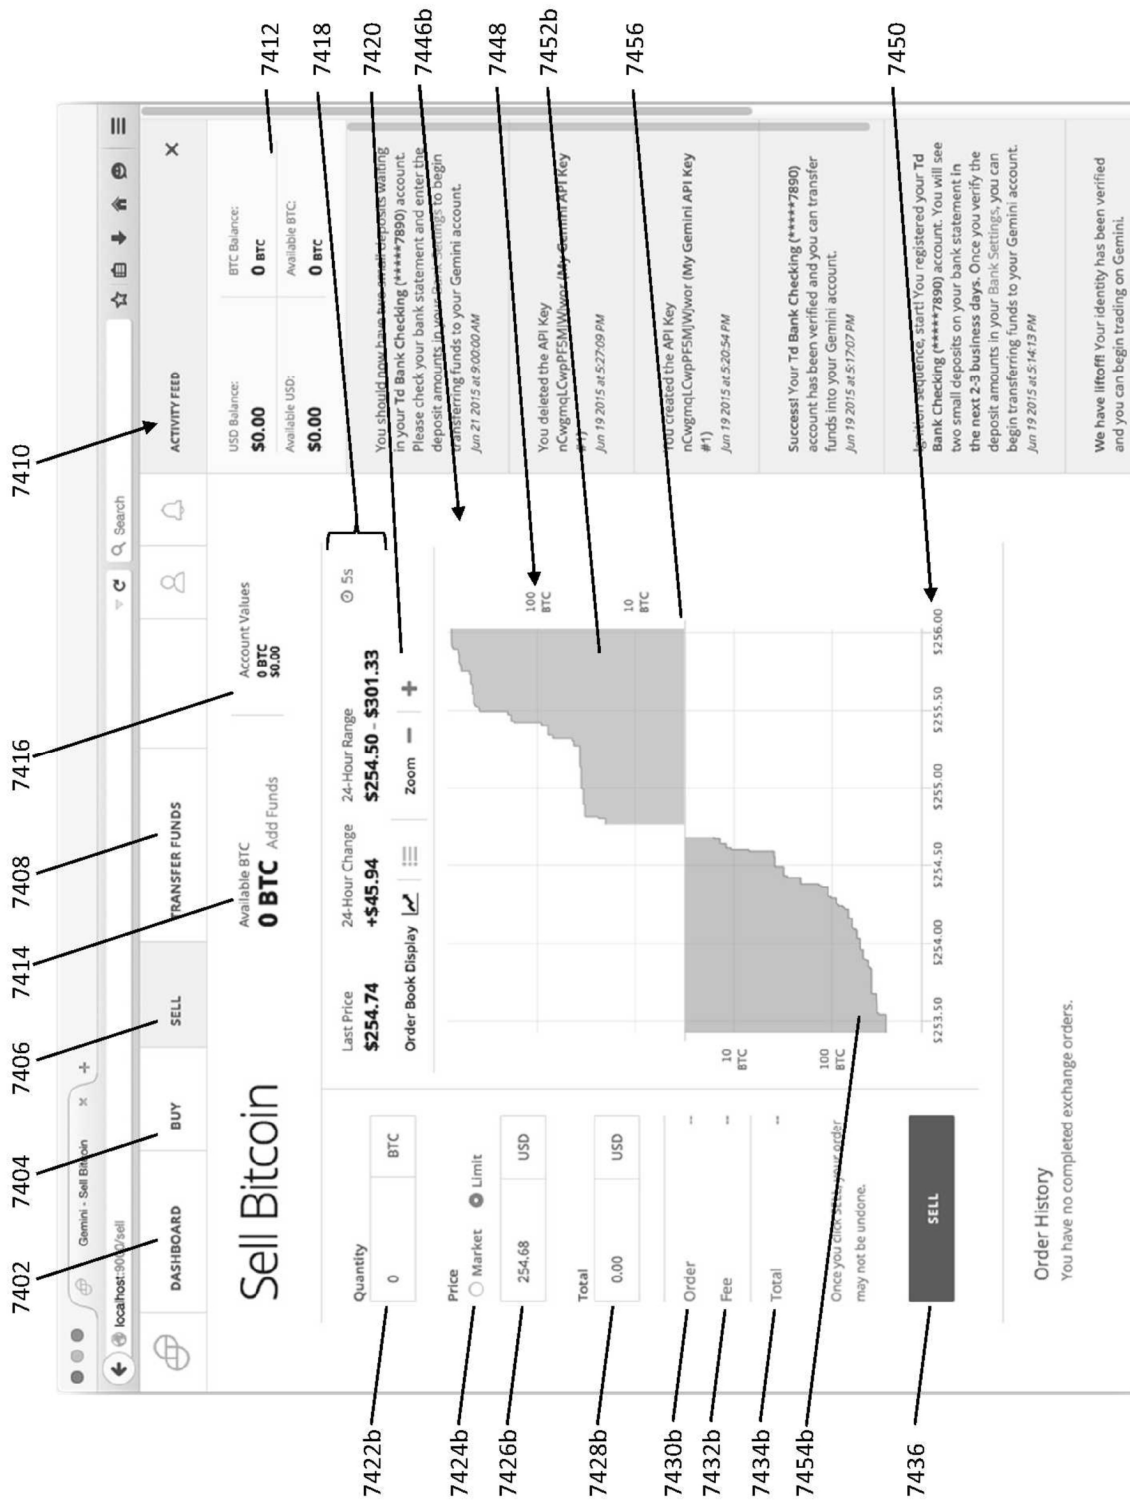 7402
7404
7406
7414
7408
7416
7410
Gemini - Sell Bitcoin
localhost:9000/sell
Search
DASHBOARD
BUY
SELL
TRANSFER FUNDS
ACTIVITY FEED
Sell Bitcoin
Available BTC
0 BTC Add Funds
Account Values
0 BTC
$0.00
USD Balance:
$0.00
BTC Balance:
0 BTC
Available USD:
$0.00
Available BTC:
0 BTC
Quantity
0 BTC
Price
Market Limit
254.68 USD
Total
0.00 USD
Order --
Fee --
Total --
Once you click SELL, your order
may not be undone.
SELL
Last Price
$254.74
24-Hour Change
+$45.94
24-Hour Range
$254.50 - $301.33
5s
Order Book Display
Zoom
100
BTC
10
BTC
10
BTC
100
BTC
$253.50
$254.00
$254.50
$255.00
$255.50
$256.00
You should now have two small deposits waiting
in your Td Bank Checking (*****7890) account.
Please check your bank statement and enter the
deposit amounts in your Bank Settings to begin
transferring funds to your Gemini account.
Jun 21 2015 at 9:00:00 AM
You deleted the API Key
(My Gemini API Key
#1)
Jun 19 2015 at 5:27:09 PM
You created the API Key
nCwgmqLCwpPF5MJWJwor (My Gemini API Key
#1)
Jun 19 2015 at 5:20:54 PM
Success! Your Td Bank Checking (*****7890)
account has been verified and you can transfer
funds into your Gemini account.
Jun 19 2015 at 5:17:07 PM
Ignition sequence, start! You registered your Td
Bank Checking (*****7890) account. You will see
two small deposits on your bank statement in
the next 2-3 business days. Once you verify the
deposit amounts in your Bank Settings, you can
begin transferring funds to your Gemini account.
Jun 19 2015 at 5:14:13 PM
We have liftoff! Your identity has been verified
and you can begin trading on Gemini.
Order History
You have no completed exchange orders.
7412
7418
7420
7446b
7448
7452b
7456
7450
7422b
7424b
7426b
7428b
7430b
7432b
7434b
7454b
7436